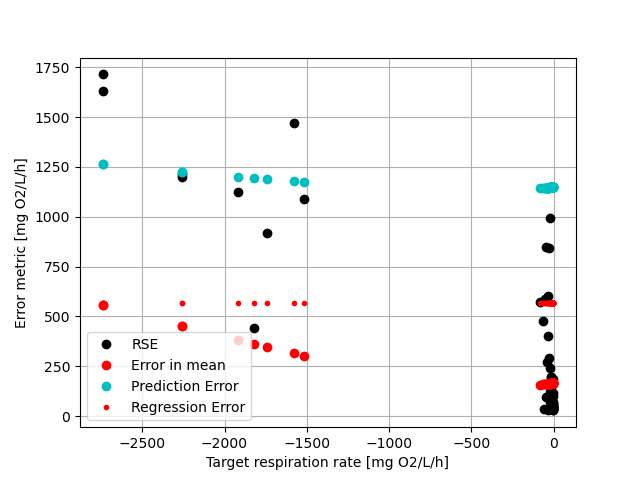 1750
1500
1250
1000
750
500
250
0
Error metric [mg O2/L/h]
RSE
Error in mean
Prediction Error
Regression Error
−2500 −2000 −1500 −1000 −500 0
Target respiration rate [mg O2/L/h]